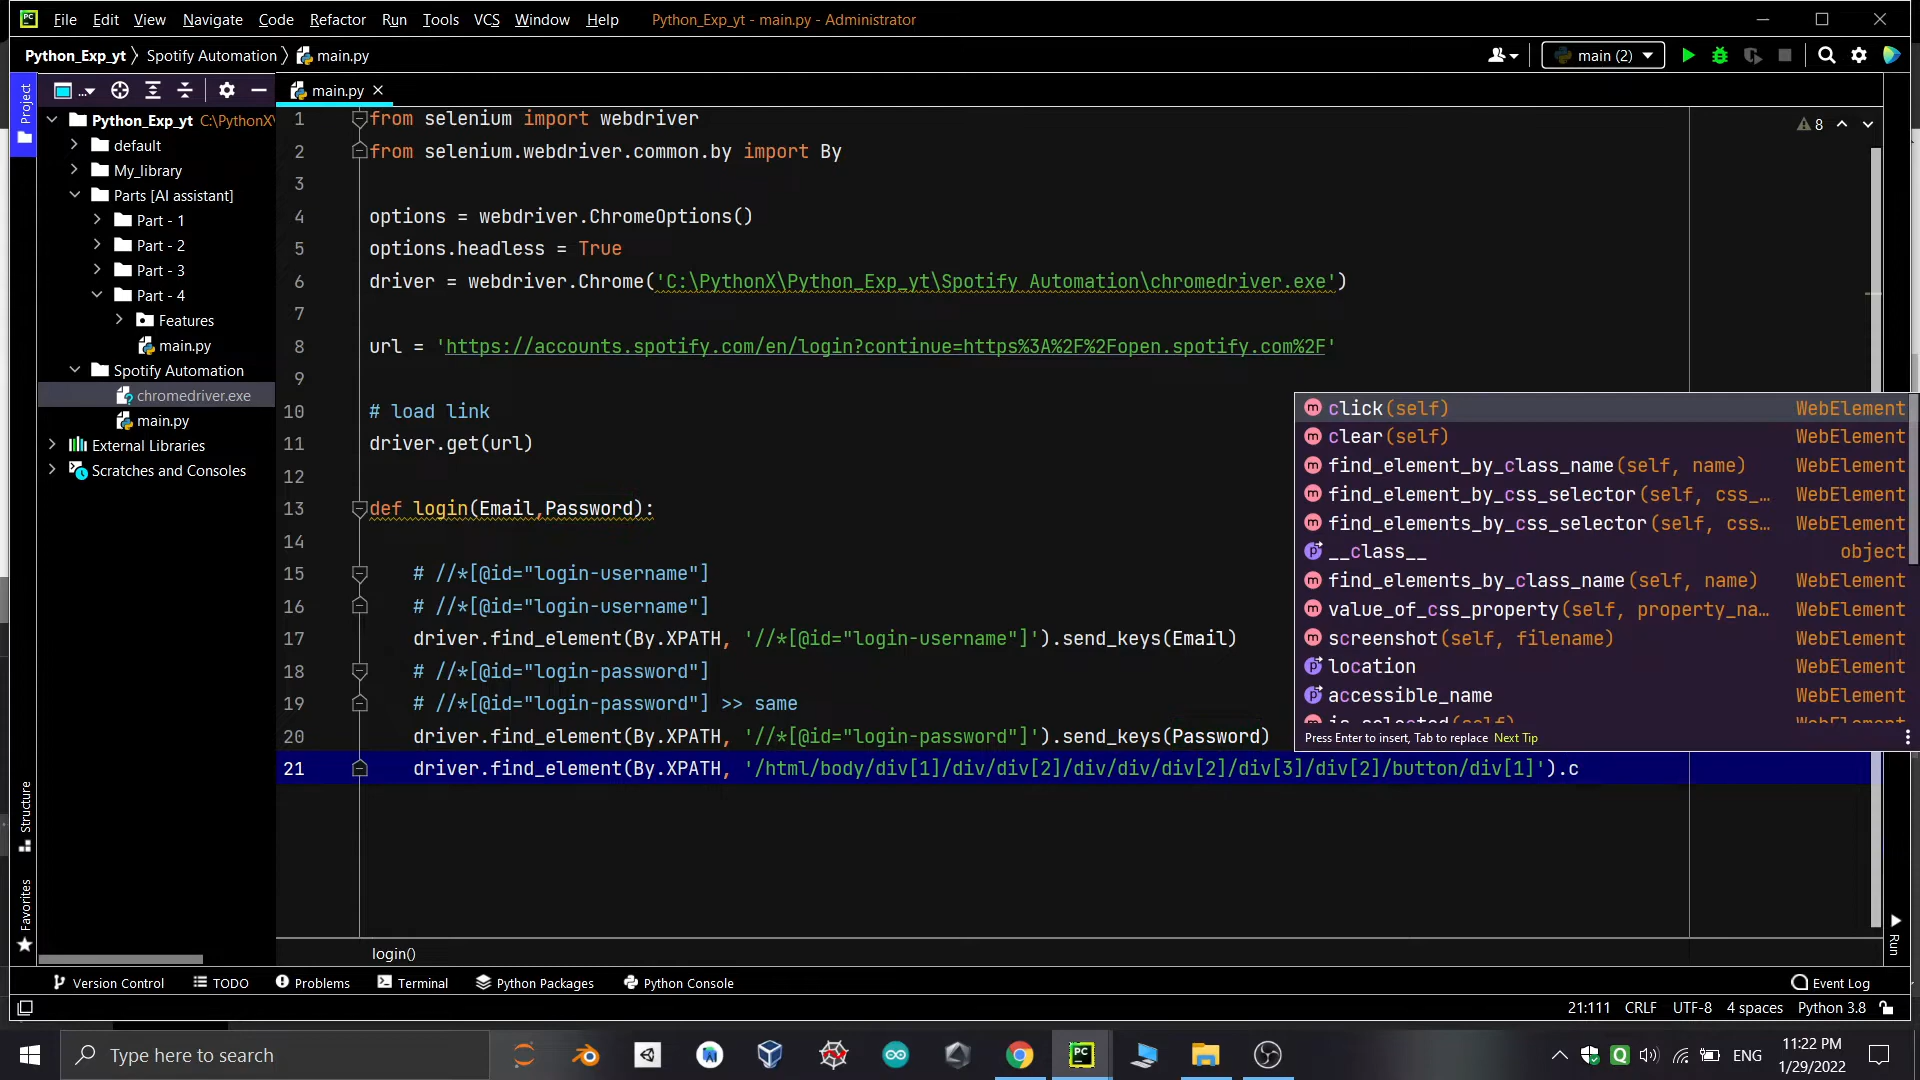 File Edit View Navigate Code Refactor Run Tools VCS Window Help Python_Exp_yt - main.py - Administrator
Python_Exp_yt Spotify Automation main.py
main (2)
Project
...
main.py
Python_Exp_yt C:\PythonX\
default
My_library
Parts [AI assistant]
Part - 1
Part - 2
Part - 3
Part - 4
Features
main.py
Spotify Automation
chromedriver.exe
main.py
External Libraries
Scratches and Consoles
Structure
Favorites
8
1 from selenium import webdriver
2 from selenium.webdriver.common.by import By
3
4 options = webdriver.ChromeOptions()
5 options.headless = True
6 driver = webdriver.Chrome('C:\PythonX\Python_Exp_yt\Spotify Automation\chromedriver.exe')
7
8 url = 'https://accounts.spotify.com/en/login?continue=https%3A%2F%2Fopen.spotify.com%2F'
9
10 # load link
11 driver.get(url)
12
13 def login(Email,Password):
14
15 # //*[@id="login-username"]
16 # //*[@id="login-username"]
17 driver.find_element(By.XPATH, '//*[@id="login-username"]').send_keys(Email)
18 # //*[@id="login-password"]
19 # //*[@id="login-password"] >> same
20 driver.find_element(By.XPATH, '//*[@id="login-password"]').send_keys(Password)
21 driver.find_element(By.XPATH, '/html/body/div[1]/div/div[2]/div/div/div[2]/div[3]/div[2]/button/div[1]').c
click(self) WebElement
clear(self) WebElement
find_element_by_class_name(self, name) WebElement
find_element_by_css_selector(self, css_… WebElement
find_elements_by_css_selector(self, css… WebElement
__class__ object
find_elements_by_class_name(self, name) WebElement
value_of_css_property(self, property_na… WebElement
screenshot(self, filename) WebElement
location WebElement
accessible_name WebElement
is_selected(self) WebElement
Press Enter to insert, Tab to replace Next Tip
login()
Run
Version Control TODO Problems Terminal Python Packages Python Console Event Log
21:111 CRLF UTF-8 4 spaces Python 3.8
Type here to search
ENG
11:22 PM
1/29/2022